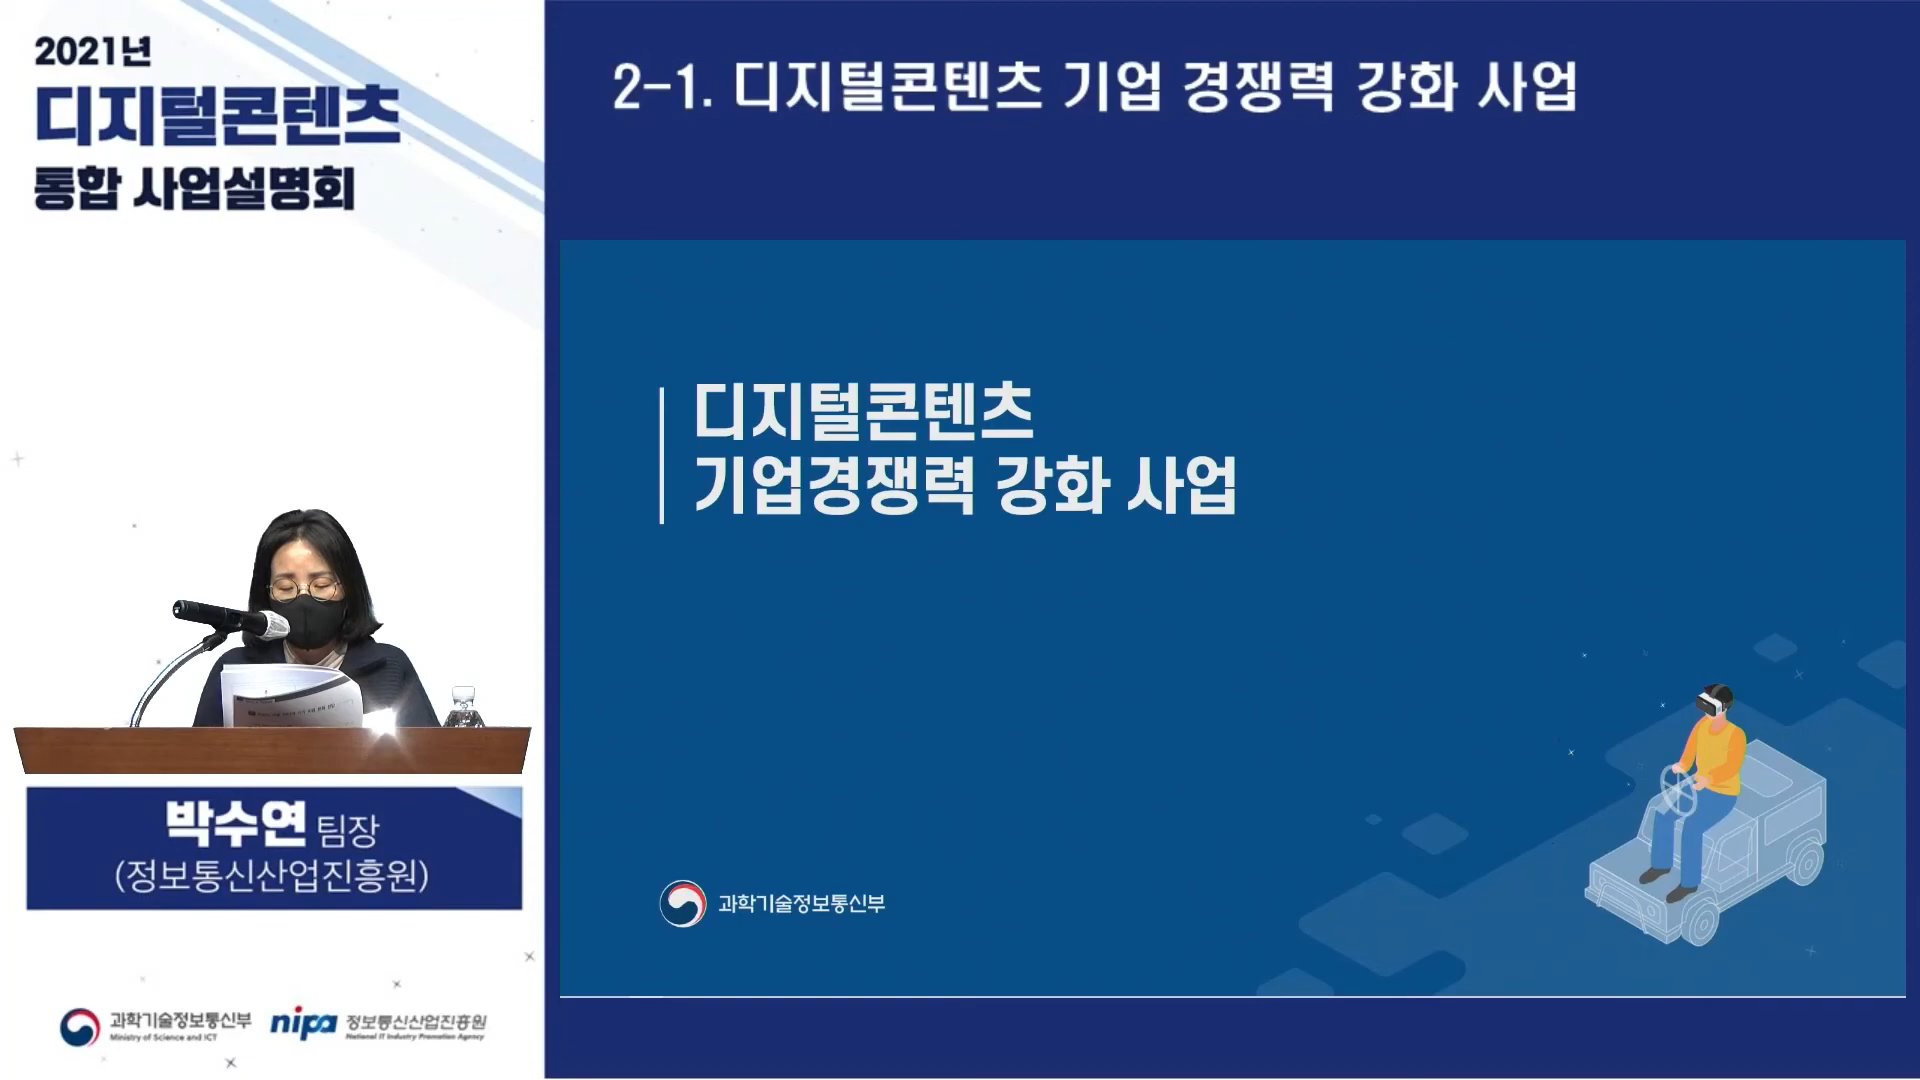 2021년
디지털콘텐츠
통합 사업설명회
박수연 팀장
(정보통신산업진흥원)
과학기술정보통신부
Ministry of Science and ICT
nipa 정보통신산업진흥원
National IT Industry Promotion Agency
2-1. 디지털콘텐츠 기업 경쟁력 강화 사업
디지털콘텐츠
기업경쟁력 강화 사업
과학기술정보통신부